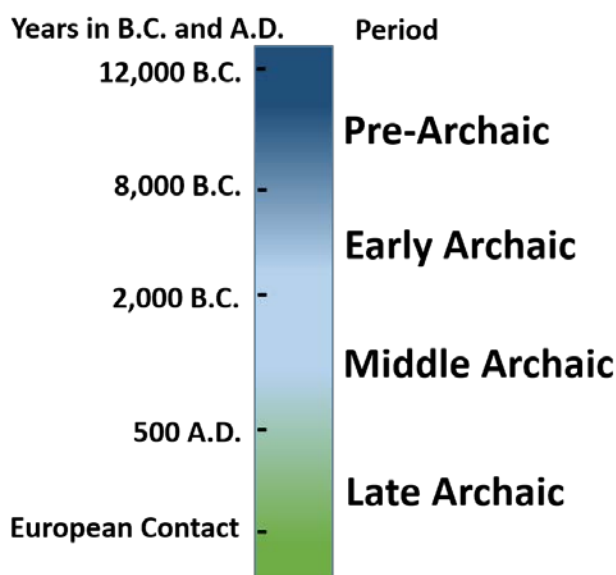 Years in B.C. and A.D. Period
12,000 B.C.
Pre-Archaic
8,000 B.C.
Early Archaic
2,000 B.C.
Middle Archaic
500 A.D.
Late Archaic
European Contact